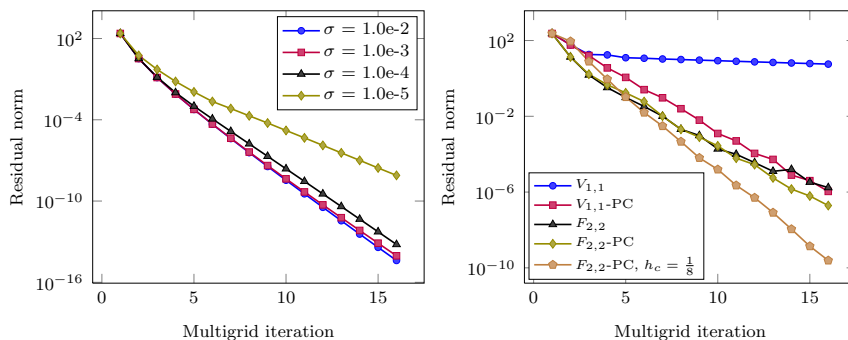 10^2
10^−4
10^−10
10^−16
0
5
10
15
Multigrid iteration
Residual norm
σ = 1.0e-2
σ = 1.0e-3
σ = 1.0e-4
σ = 1.0e-5
10^2
10^−2
10^−6
10^−10
0
5
10
15
Multigrid iteration
Residual norm
V_{1,1}
V_{1,1}-PC
F_{2,2}
F_{2,2}-PC
F_{2,2}-PC, h_c = 1/8